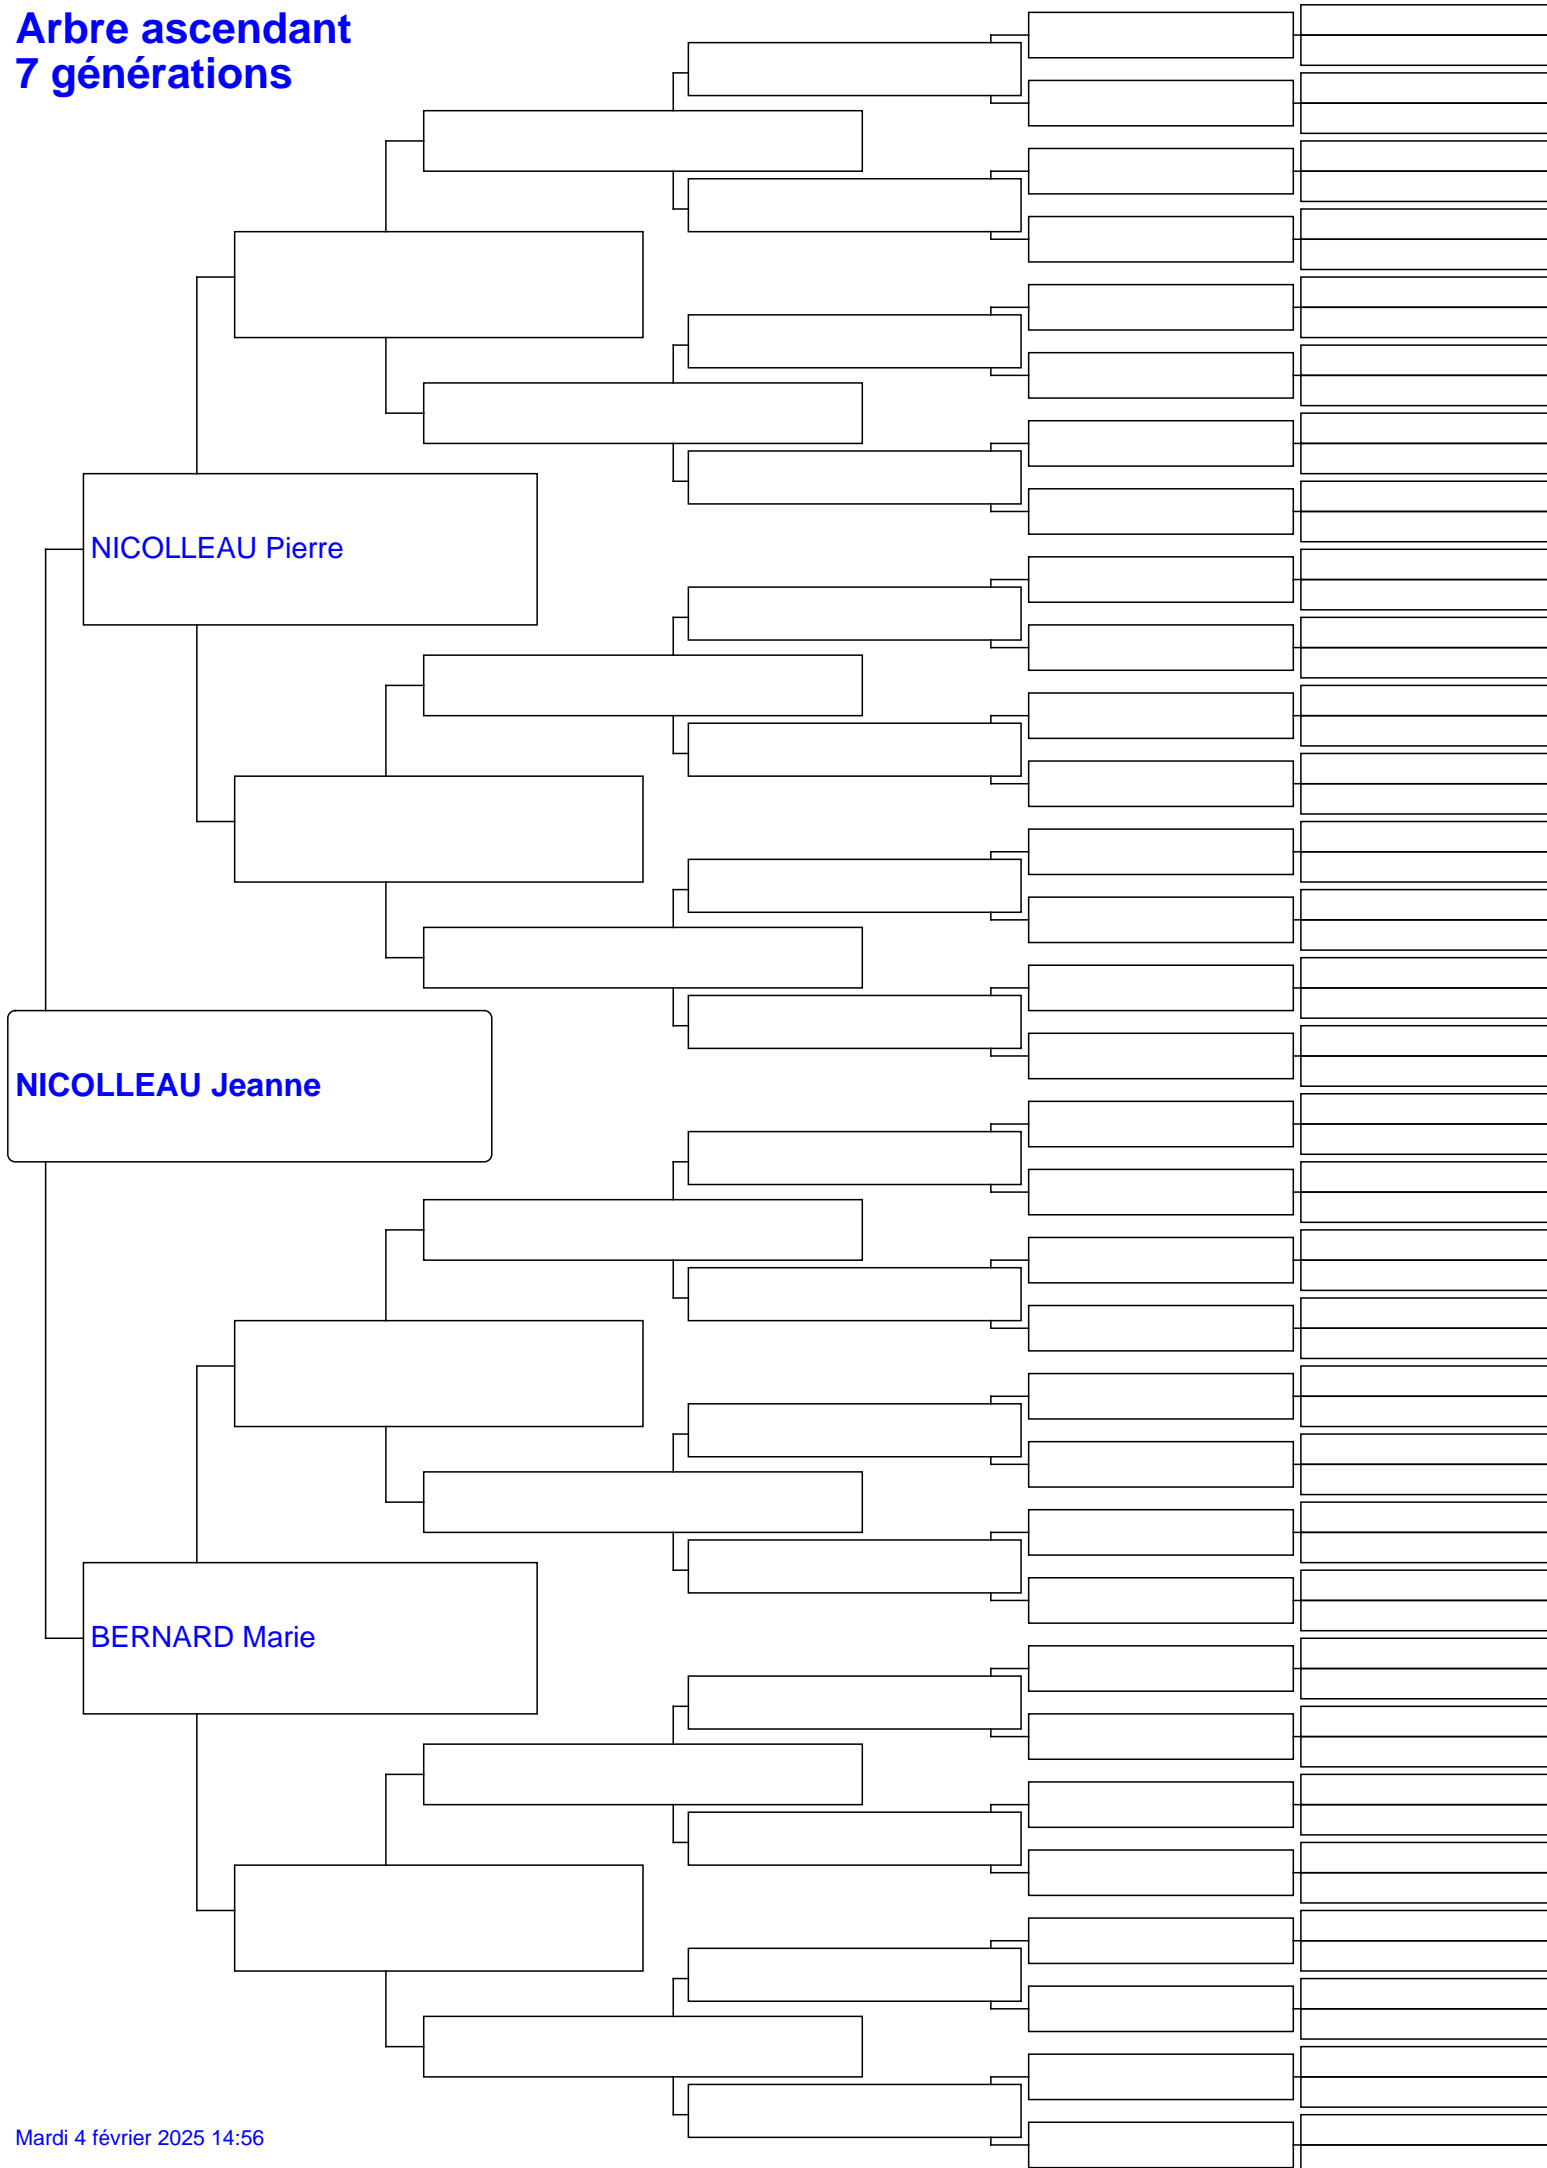 Arbre ascendant
7 générations
NICOLLEAU Pierre
NICOLLEAU Jeanne
BERNARD Marie
Mardi 4 février 2025 14:56